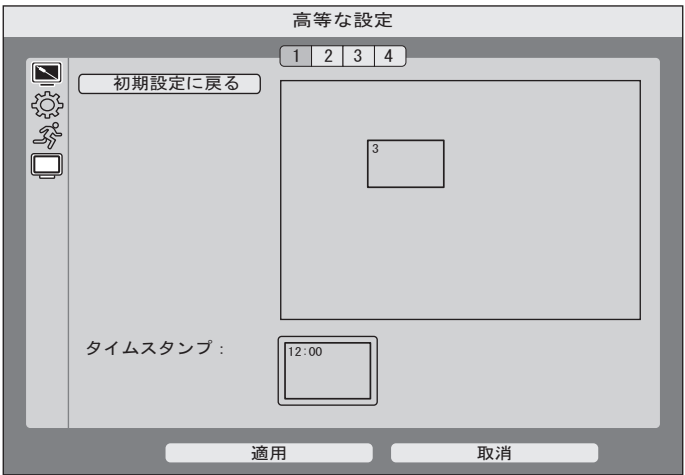 高等な設定
1 2 3 4
初期設定に戻る
3
タイムスタンプ：
12:00
適用 取消